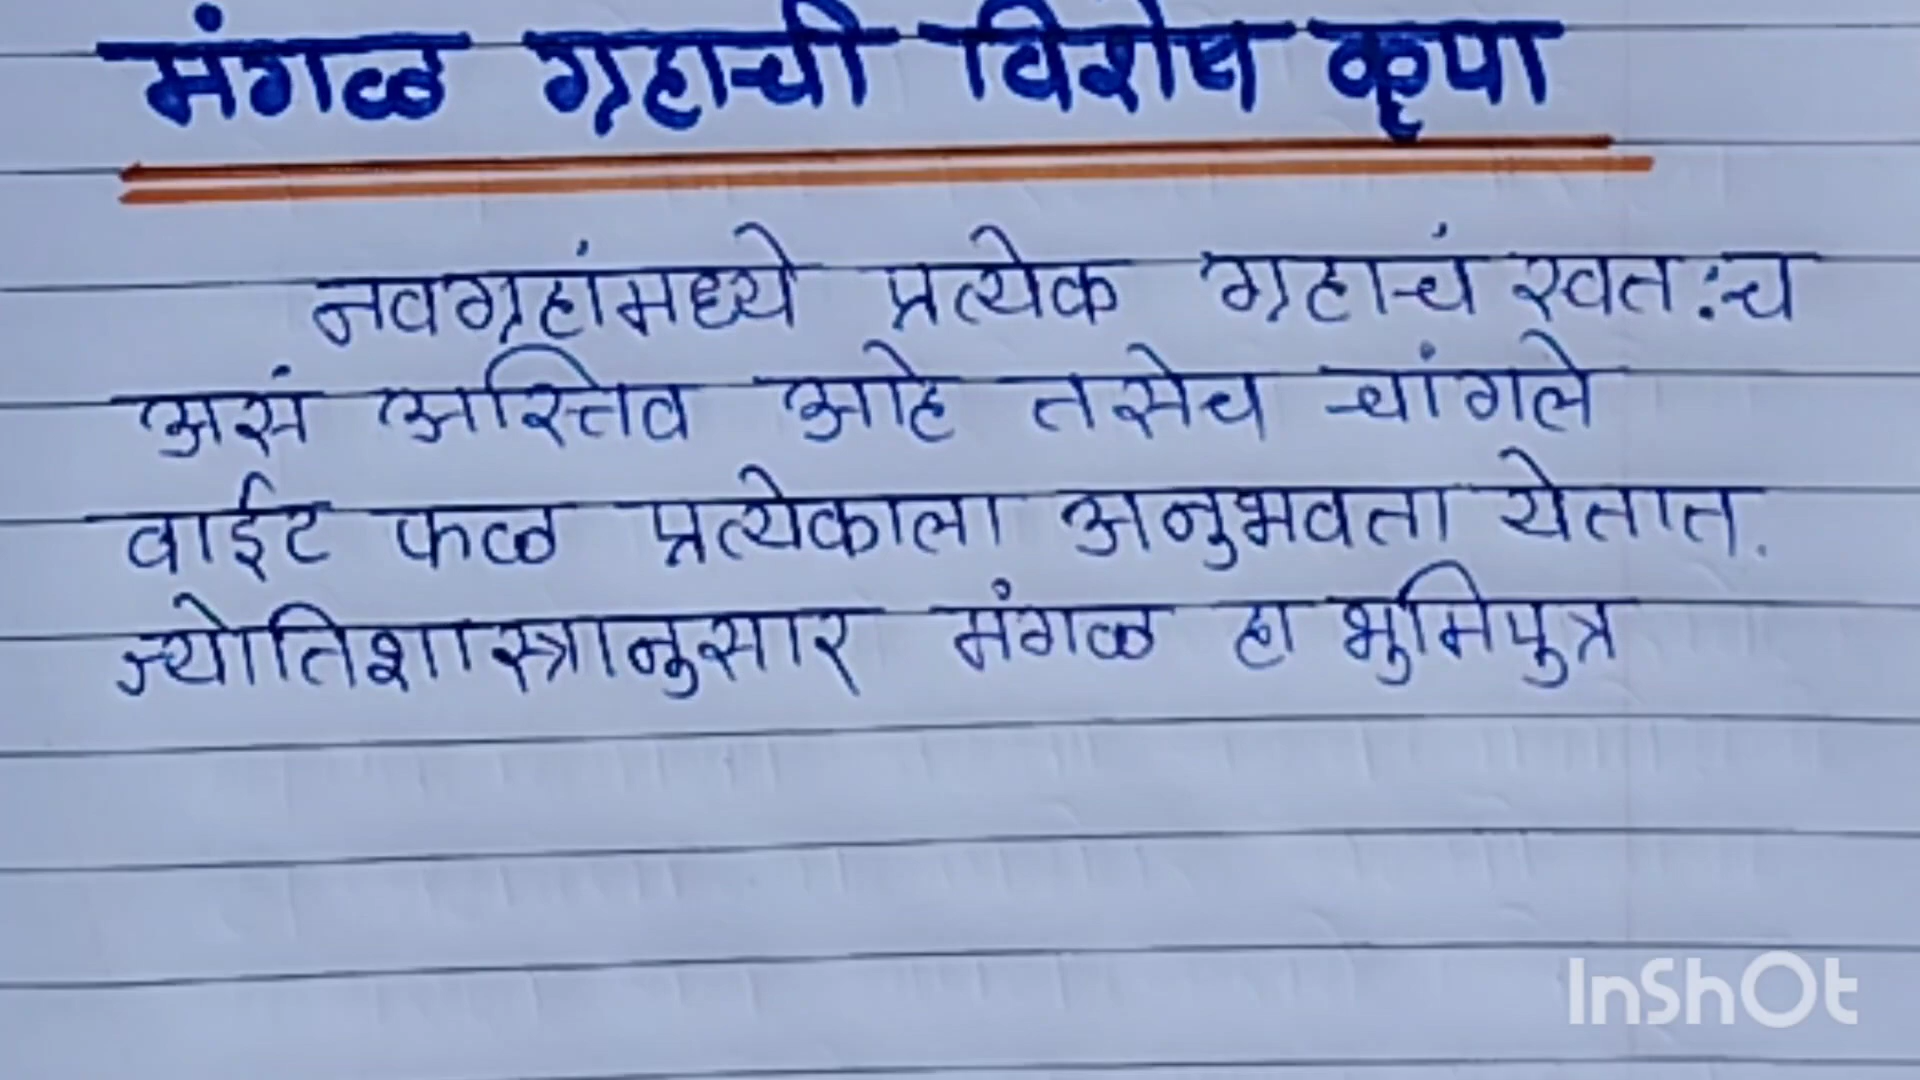 मंगळ ग्रहाची विशेष कृपा
नवग्रहांमध्ये प्रत्येक ग्रहाचं स्वत:च
असं अस्तिव आहे तसेच चांगले
वाईट फळ प्रत्येकाला अनुभवता येतात.
ज्योतिशास्त्रानुसार मंगळ हा भुमिपुत्र
InShOt